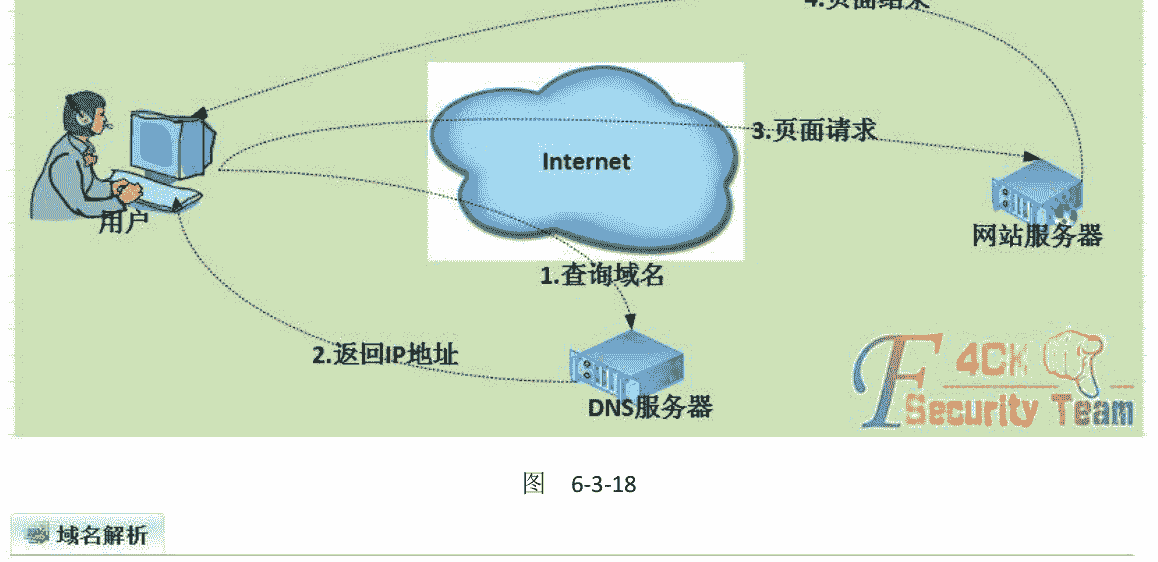 4.页面结果
3.页面请求
Internet
用户
网站服务器
1.查询域名
2.返回IP地址
DNS服务器
F4CK
Security Team
图 6-3-18
域名解析